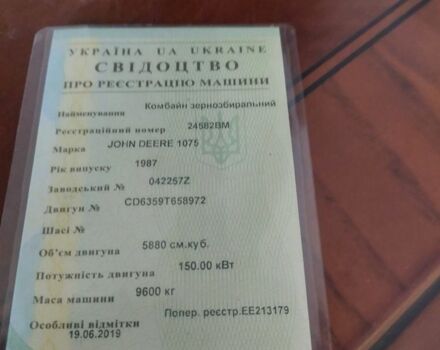 УКРАЇНА UA UKRAINE
СВІДОЦТВО
ПРО РЕЄСТРАЦІЮ МАШИНИ
Найменування Комбайн зернозбиральний
Реєстраційний номер 24582ВМ
Марка JOHN DEERE 1075
Рік випуску 1987
Заводський № 042257Z
Двигун № CD6359T658972
Шасі №
Об'єм двигуна 5880 см.куб.
Потужність двигуна 150.00 кВт
Маса машини 9600 кг
Особливі відмітки Попер. реєстр.ЕЕ213179
19.06.2019